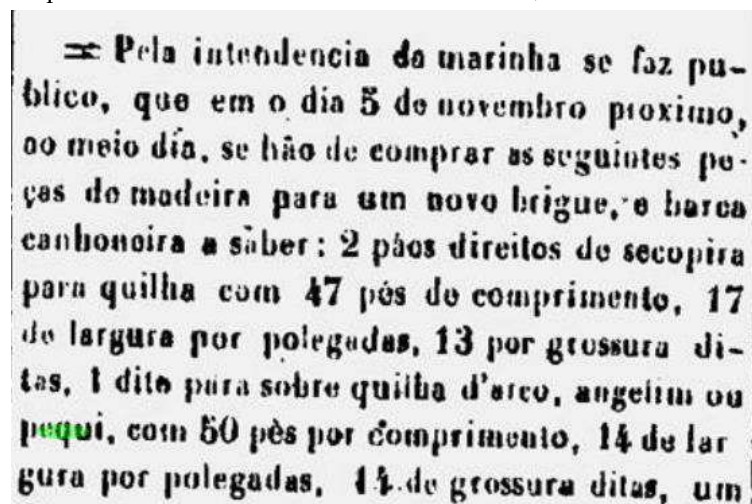 = Pela intendencia da marinha se faz pu-
blico, que em o dia 5 de novembro proximo,
ao meio dia, se hão de comprar as seguintes pe-
ças de madeira para um novo brigue, e barca
canhoneira a sàber: 2 páos direitos de secopira
para quilha com 47 pés de comprimento, 17
de largura por polegadas, 13 por grossura di-
tas, 1 dito para sobre quilha d'arco, angelim ou
pequi, com 50 pès por comprimento, 14 de lar
gura por polegadas, 14 de grossura ditas, um